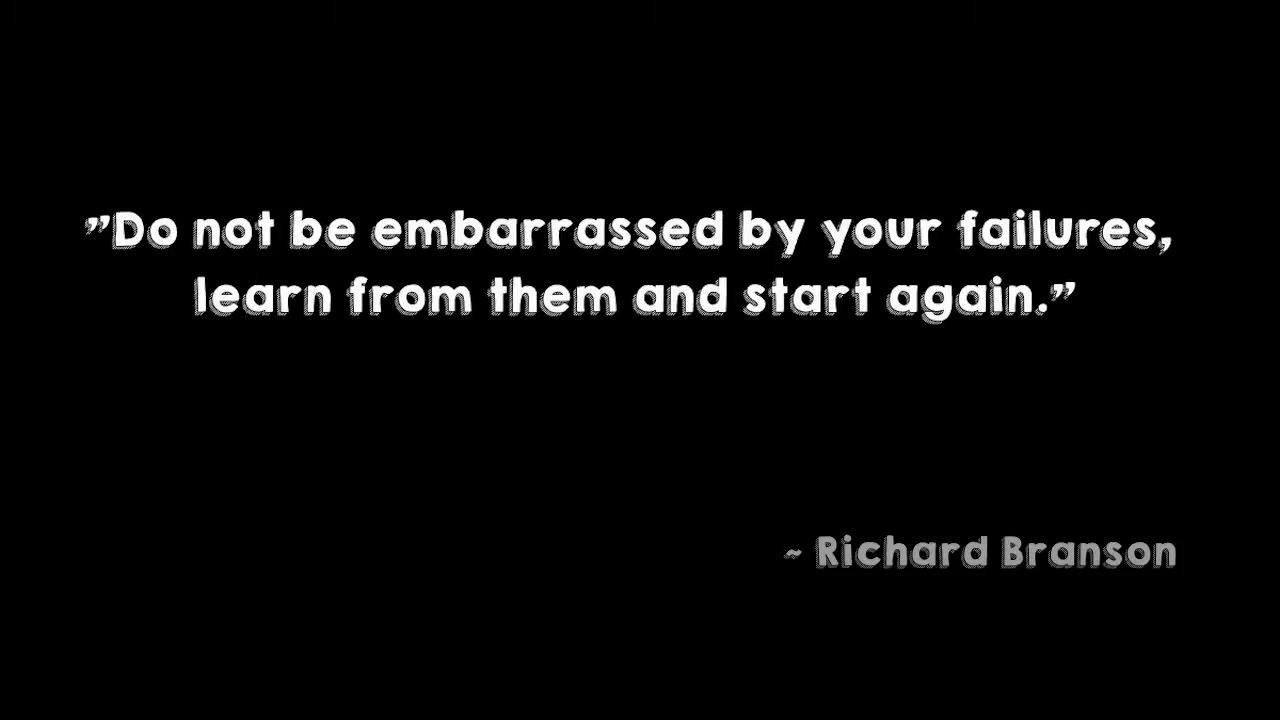 ”Do not be embarrassed by your failures,
learn from them and start again.”
~ Richard Branson